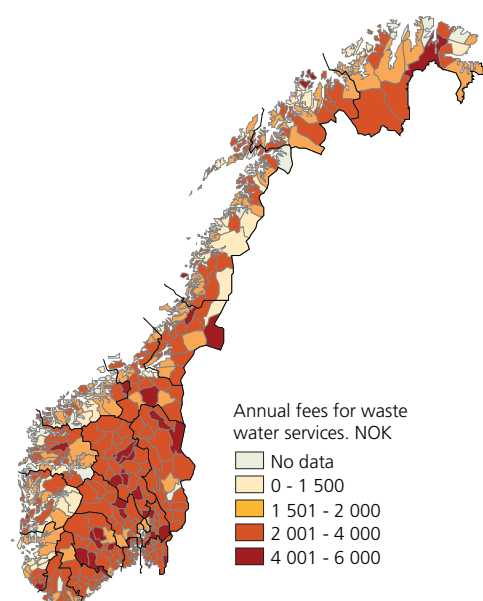 Annual fees for waste
water services. NOK
No data
0 - 1 500
1 501 - 2 000
2 001 - 4 000
4 001 - 6 000